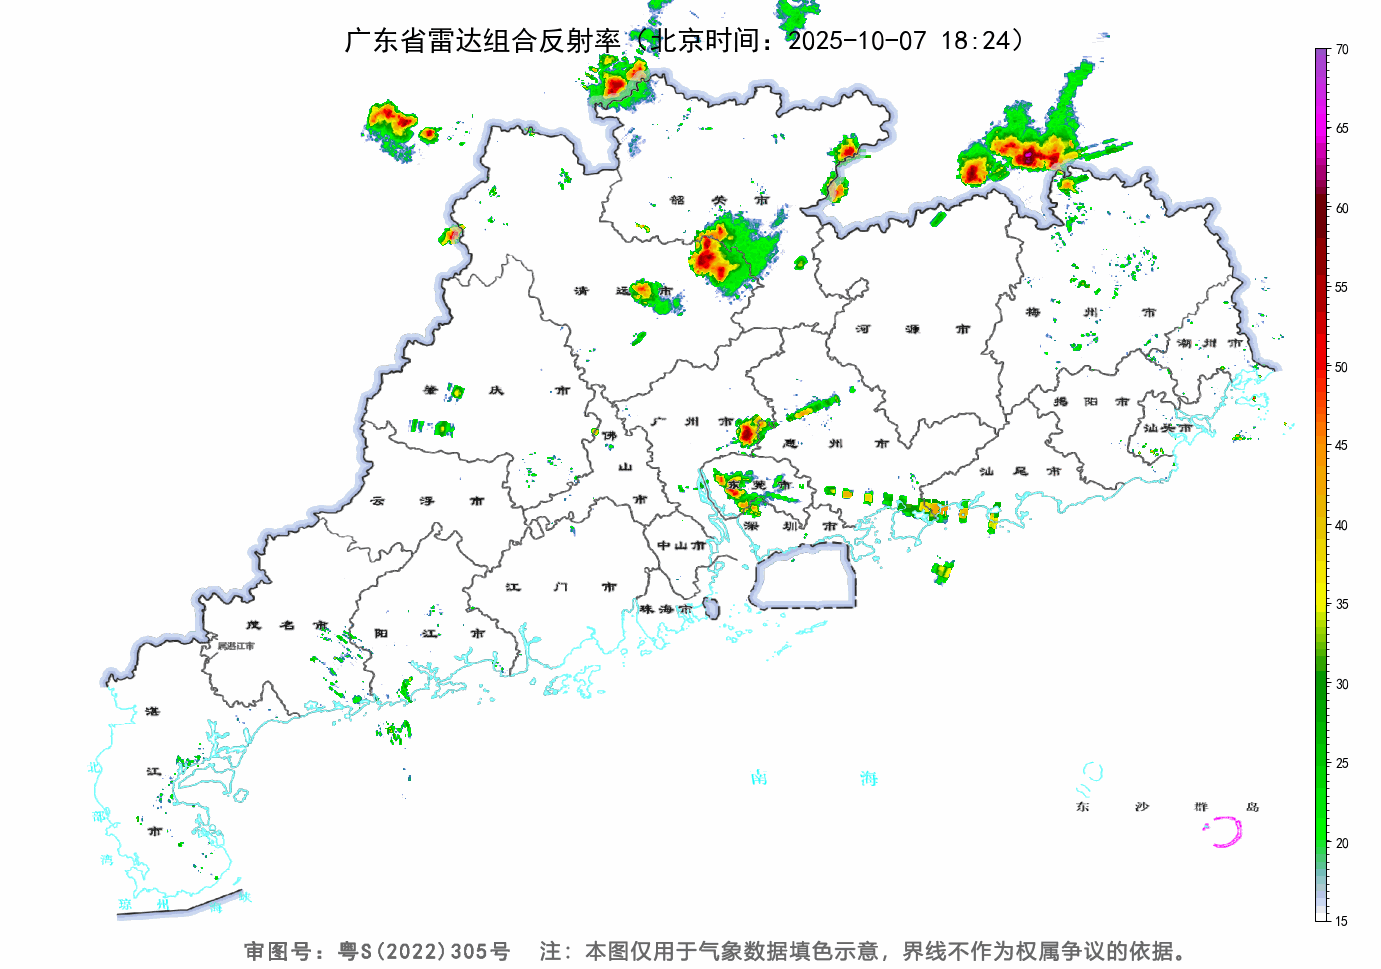 广东省雷达组合反射率（北京时间：2025-10-07 18:24）
70
65
60
55
50
45
40
35
30
25
20
15
韶关市
清远市
河源市
梅州市
潮州市
肇庆市
广州市
佛山市
惠州市
揭阳市
汕头市
汕尾市
东莞市
云浮市
深圳市
中山市
江门市
珠海市
茂名市
阳江市
属湛江市
湛江市
北部湾
琼州海峡
南海
东沙群岛
审图号：粤S(2022)305号 注：本图仅用于气象数据填色示意，界线不作为权属争议的依据。